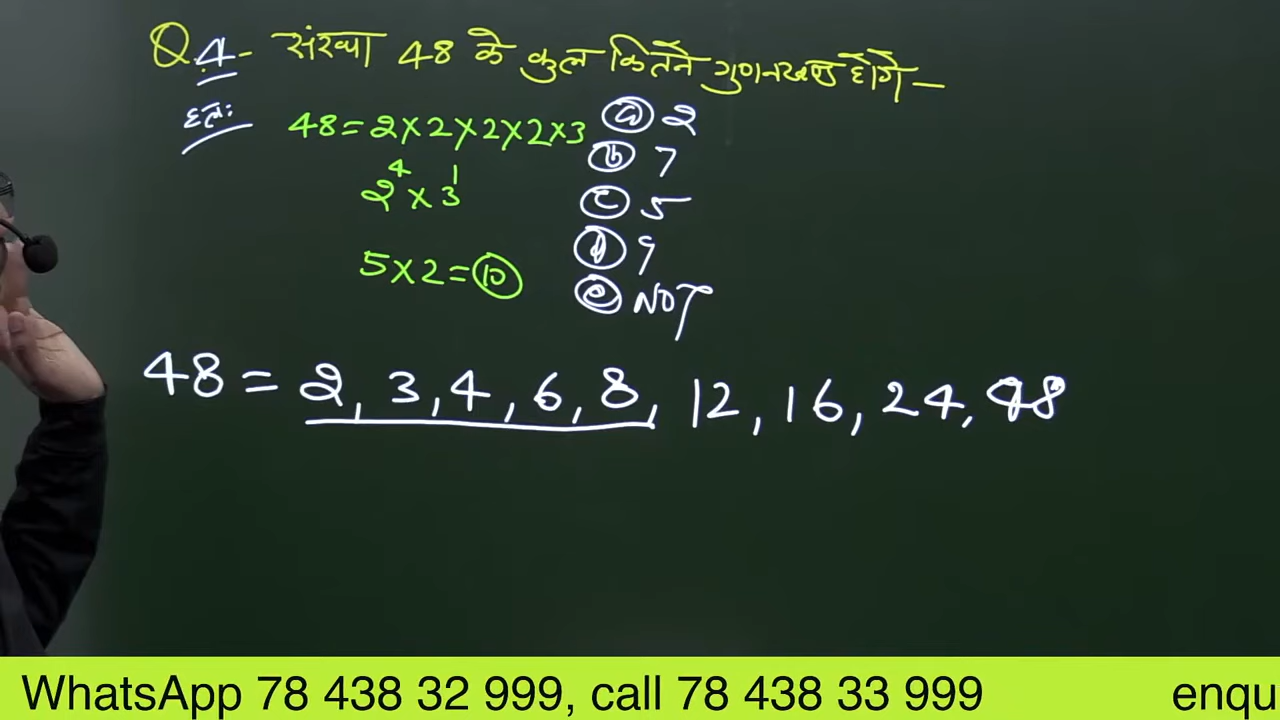 Q.4- संख्या 48 के कुल कितने गुणनखण्ड होंगे -
हलः
48=2×2×2×2×3
2⁴×3¹
5×2=10
(a) 2
(b) 7
(c) 5
(d) 9
(e) NOT
48 = 2, 3, 4, 6, 8, 12, 16, 24, 48
WhatsApp 78 438 32 999, call 78 438 33 999 enqu